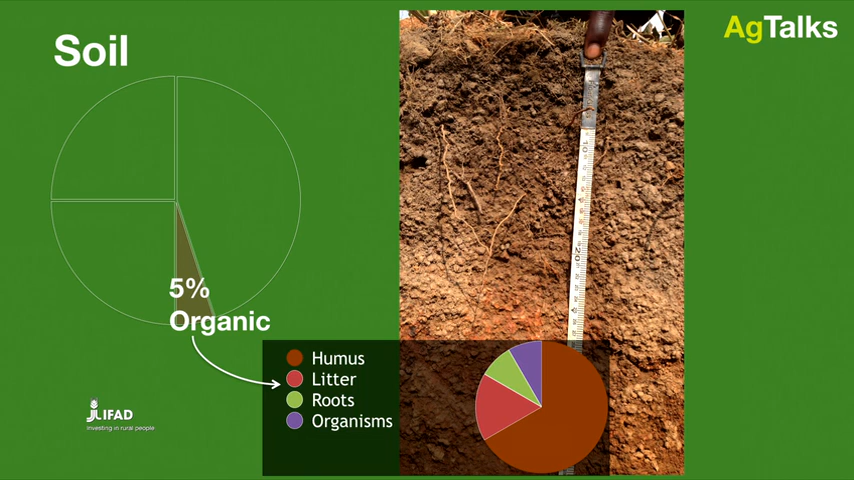 Soil
AgTalks
5%
Organic
Humus
Litter
Roots
Organisms
IFAD
Investing in rural people
10
20